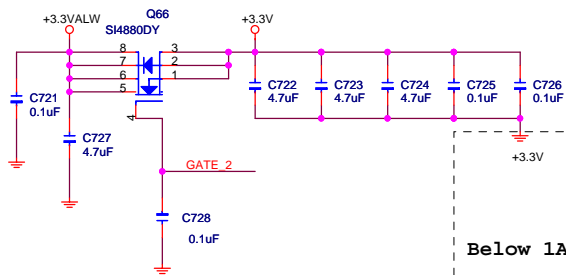 Q66
+3.3VALW
SI4880DY
+3.3V
8 3
7 2
6 1
5
4
C721
0.1uF
C727
4.7uF
C722
4.7uF
C723
4.7uF
C724
4.7uF
C725
0.1uF
C726
0.1uF
GATE_2
+3.3V
C728
0.1uF
Below 1A